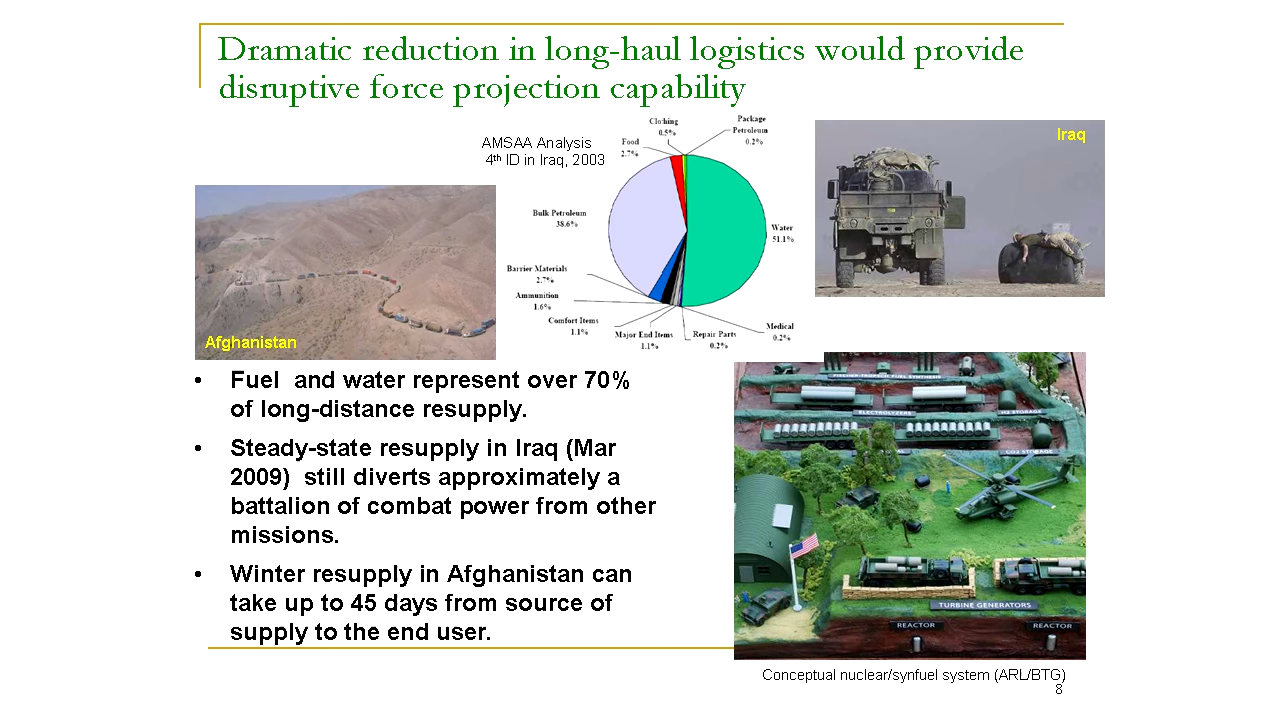 Dramatic reduction in long-haul logistics would provide
disruptive force projection capability
AMSAA Analysis
4th ID in Iraq, 2003
Clothing
0.5%
Package
Petroleum
0.2%
Food
2.7%
Bulk Petroleum
38.6%
Water
51.1%
Barrier Materials
2.7%
Ammunition
1.6%
Comfort Items
1.1%
Major End Items
1.1%
Repair Parts
0.2%
Medical
0.2%
Iraq
Afghanistan
• Fuel and water represent over 70%
of long-distance resupply.
• Steady-state resupply in Iraq (Mar
2009) still diverts approximately a
battalion of combat power from other
missions.
• Winter resupply in Afghanistan can
take up to 45 days from source of
supply to the end user.
FISCHER-TROPSCH FUEL SYNTHESIS
ELECTROLYZERS
H2 STORAGE
CO2 STORAGE
TURBINE GENERATORS
REACTOR
REACTOR
Conceptual nuclear/synfuel system (ARL/BTG)
8